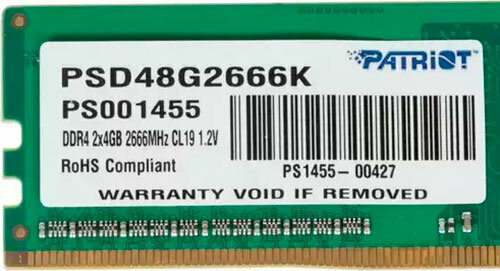 PATRIOT
PSD48G2666K
PS001455
DDR4 2x4GB 2666MHz CL19 1.2V
RoHS Compliant
PS1455-00427
WARRANTY VOID IF REMOVED